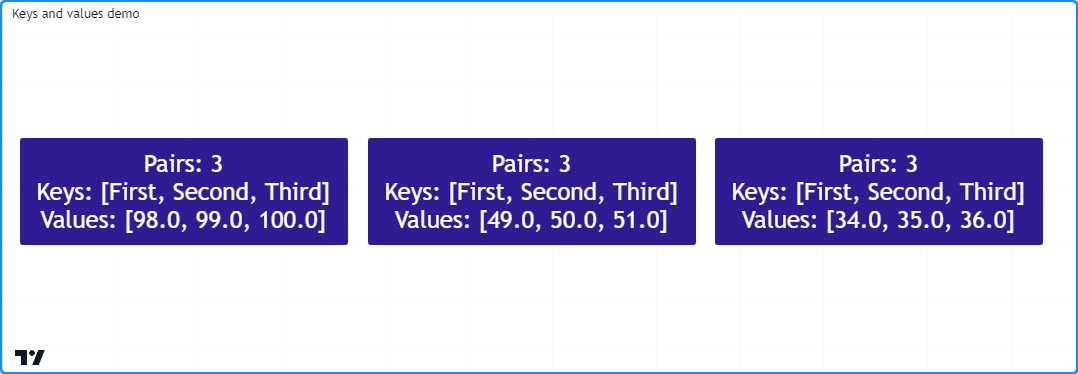 Keys and values demo
Pairs: 3
Keys: [First, Second, Third]
Values: [98.0, 99.0, 100.0]
Pairs: 3
Keys: [First, Second, Third]
Values: [49.0, 50.0, 51.0]
Pairs: 3
Keys: [First, Second, Third]
Values: [34.0, 35.0, 36.0]